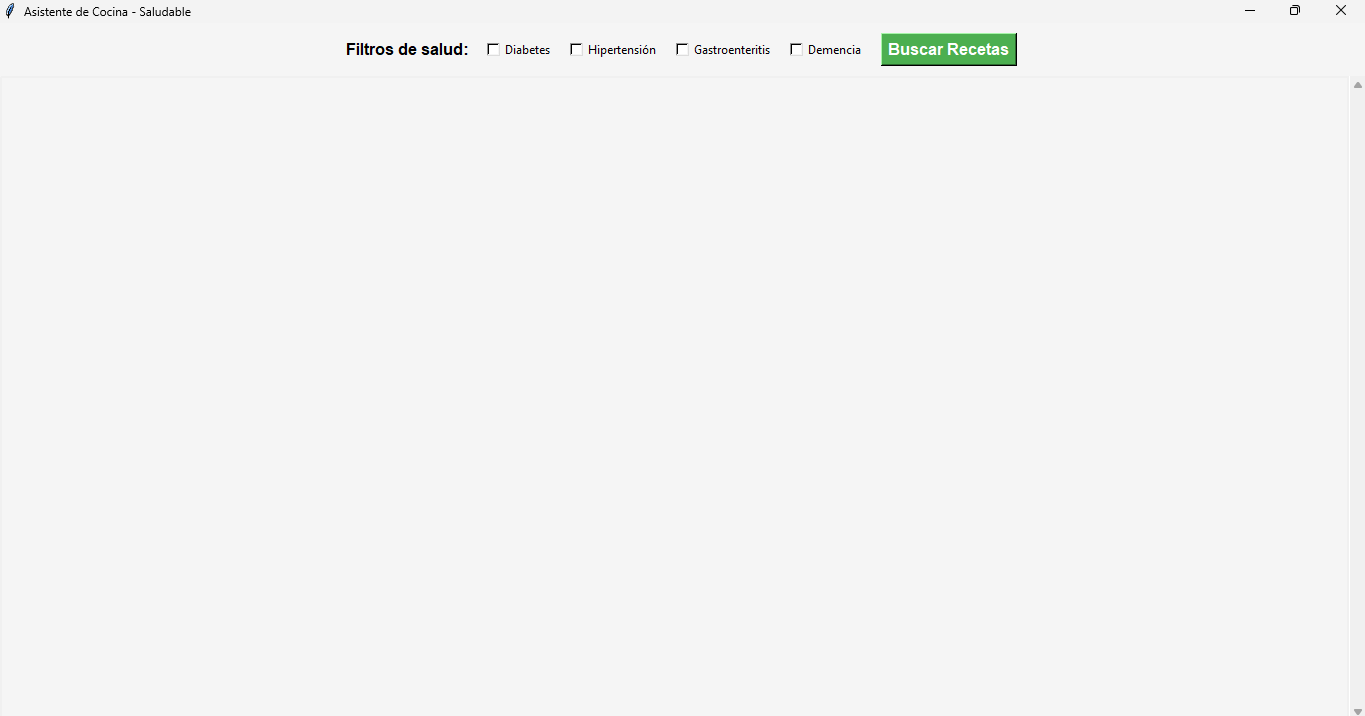 Asistente de Cocina - Saludable
Filtros de salud: Diabetes Hipertensión Gastroenteritis Demencia Buscar Recetas